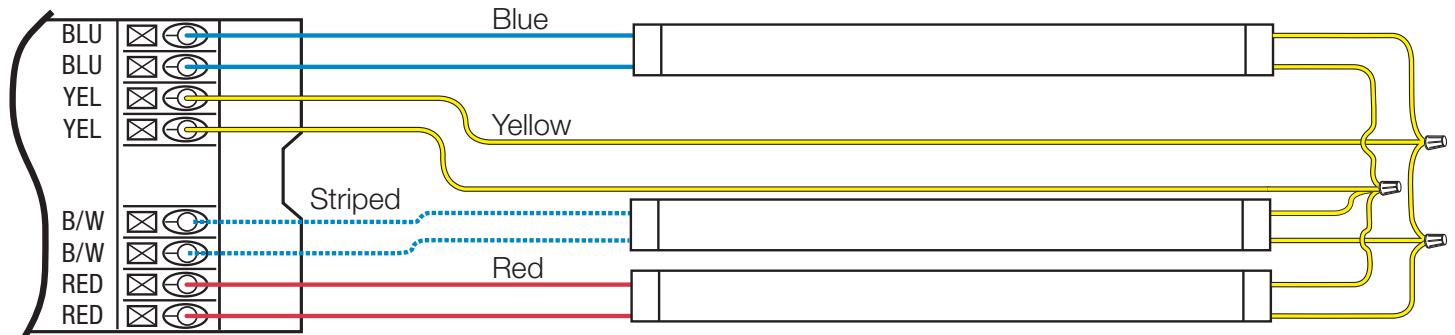 BLU
Blue
BLU
YEL
YEL
Yellow
Striped
B/W
B/W
Red
RED
RED